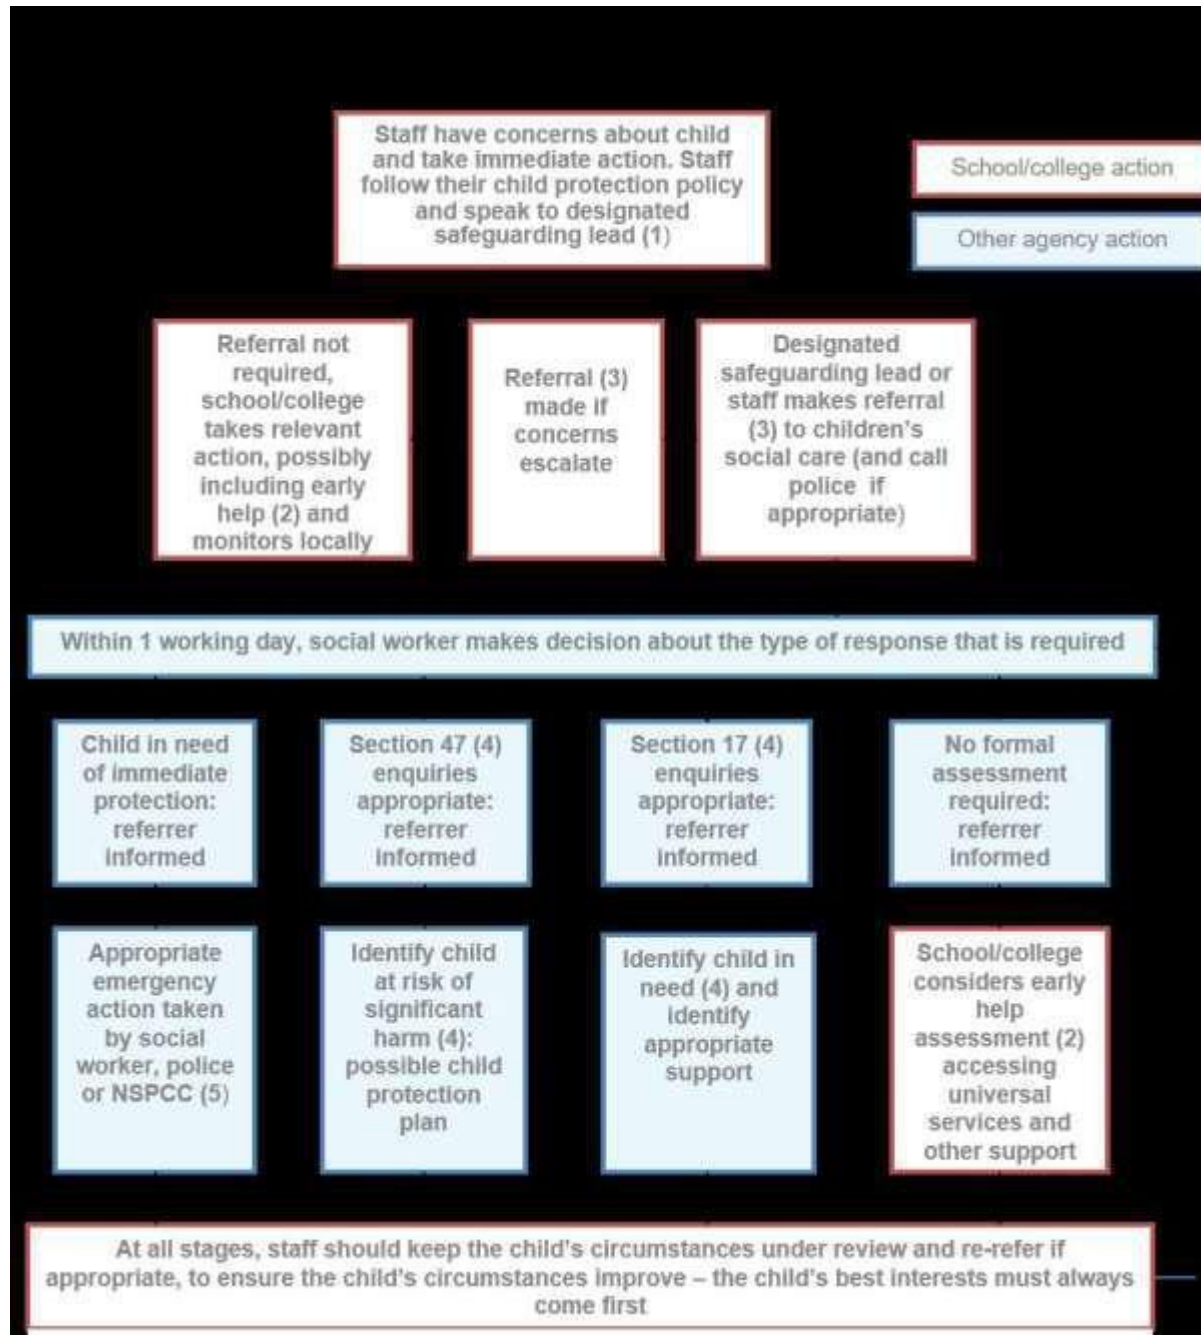 Staff have concerns about child
and take immediate action. Staff
follow their child protection policy
and speak to designated
safeguarding lead (1)
School/college action
Other agency action
Referral not
required,
school/college
takes relevant
action, possibly
including early
help (2) and
monitors locally
Referral (3)
made if
concerns
escalate
Designated
safeguarding lead or
staff makes referral
(3) to children's
social care (and call
police if
appropriate)
Within 1 working day, social worker makes decision about the type of response that is required
Child in need
of immediate
protection:
referrer
informed
Section 47 (4)
enquiries
appropriate:
referrer
informed
Section 17 (4)
enquiries
appropriate:
referrer
informed
No formal
assessment
required:
referrer
informed
Appropriate
emergency
action taken
by social
worker, police
or NSPCC (5)
Identify child
at risk of
significant
harm (4):
possible child
protection
plan
Identify child in
need (4) and
identify
appropriate
support
School/college
considers early
help
assessment (2)
accessing
universal
services and
other support
At all stages, staff should keep the child's circumstances under review and re-refer if
appropriate, to ensure the child's circumstances improve – the child's best interests must always
come first